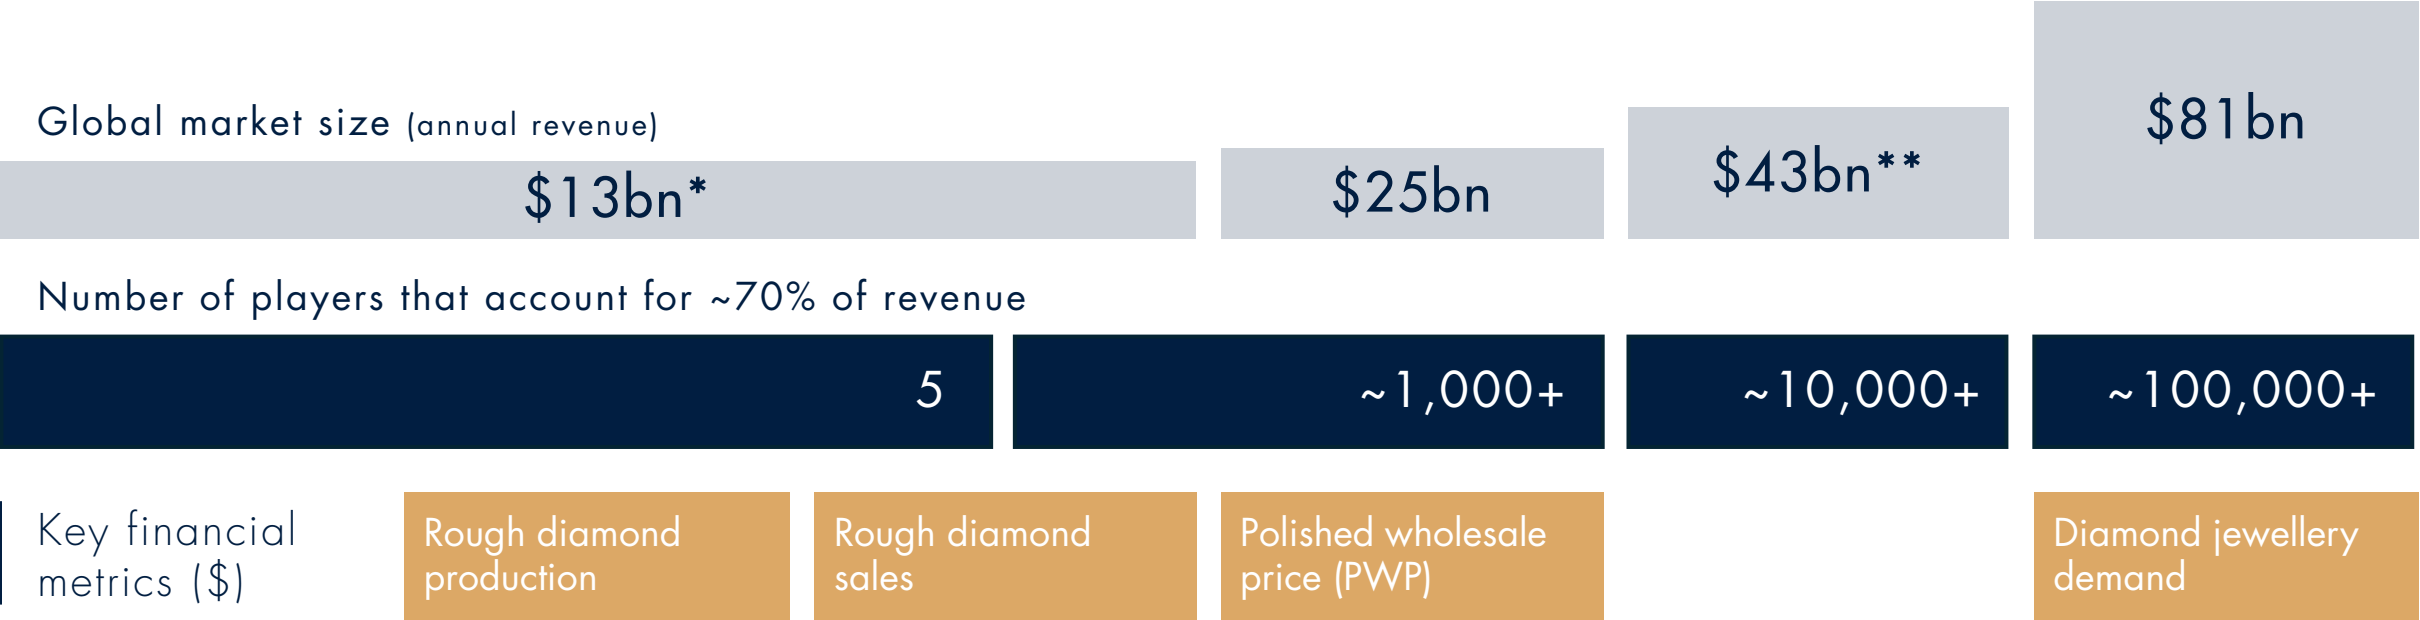 Global market size (annual revenue)
$13bn*
$25bn
$43bn**
$81bn
Number of players that account for ~70% of revenue
5
~1,000+
~10,000+
~100,000+
Key financial
metrics ($)
Rough diamond
production
Rough diamond
sales
Polished wholesale
price (PWP)
Diamond jewellery
demand